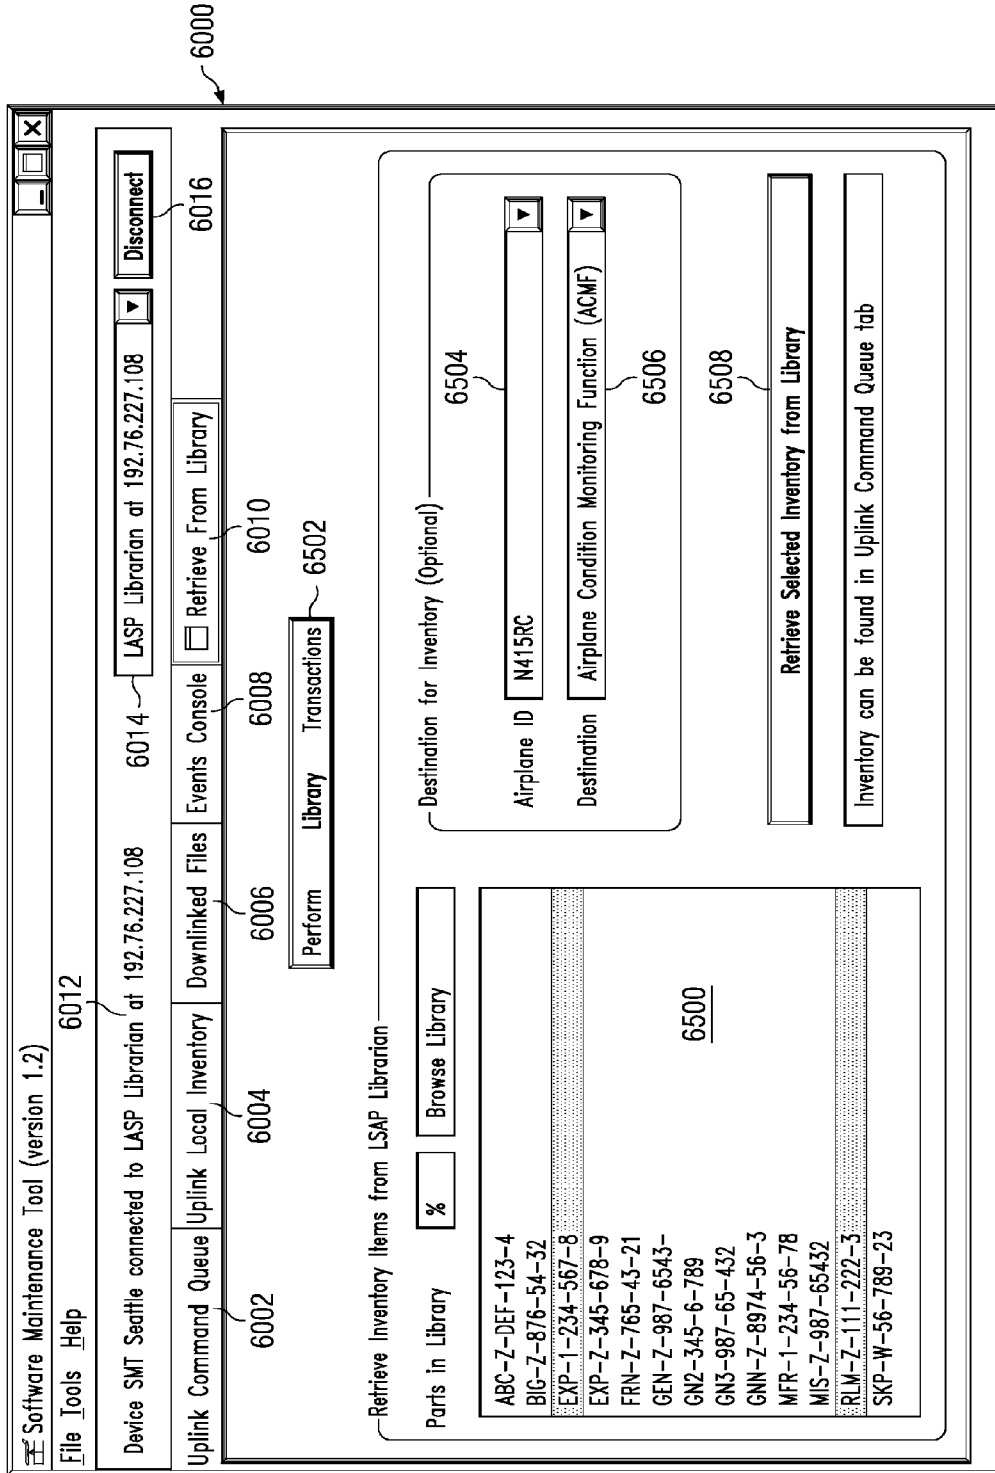 Software Maintenance Tool (version 1.2)
File Tools Help
6012
6000
Device SMT Seattle connected to LASP Librarian at 192.76.227.108
6014
LASP Librarian at 192.76.227.108
Disconnect
6016
Uplink Command Queue
Uplink Local Inventory
Downlinked Files
Events Console
Retrieve From Library
6002
6004
6006
6008
6010
Perform Library Transactions
6502
Retrieve Inventory Items from LSAP Librarian
Parts in Library
%
Browse Library
ABC-Z-DEF-123-4
BIG-Z-876-54-32
EXP-1-234-567-8
EXP-Z-345-678-9
FRN-Z-765-43-21
GEN-Z-987-6543-
GN2-345-6-789
GN3-987-65-432
GNN-Z-8974-56-3
MFR-1-234-56-78
MIS-Z-987-65432
RLM-Z-111-222-3
SKP-W-56-789-23
6500
Destination for Inventory (Optional)
6504
Airplane ID
N415RC
Destination
Airplane Condition Monitoring Function (ACMF)
6506
6508
Retrieve Selected Inventory from Library
Inventory can be found in Uplink Command Queue tab